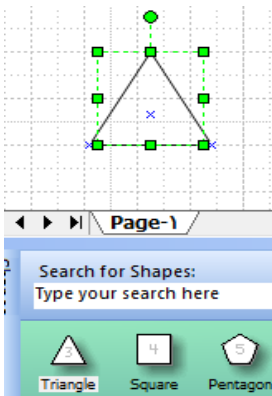 Page-1
Search for Shapes:
Type your search here
3 4 5
Triangle Square Pentagon